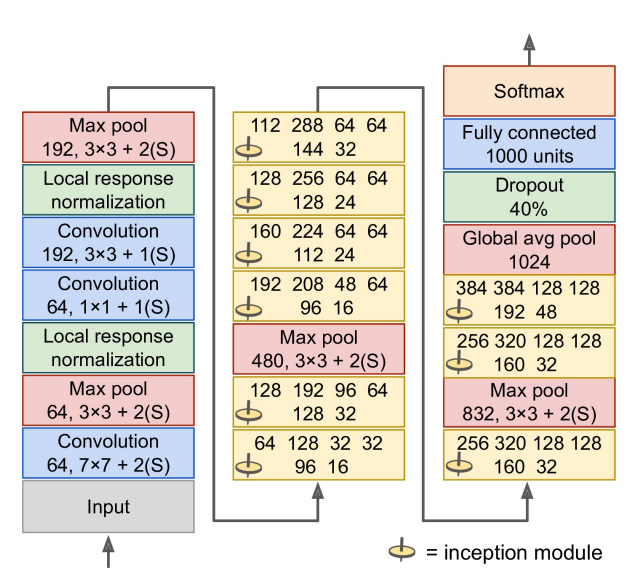 Max pool
192, 3×3 + 2(S)
Local response
normalization
Convolution
192, 3×3 + 1(S)
Convolution
64, 1×1 + 1(S)
Local response
normalization
Max pool
64, 3×3 + 2(S)
Convolution
64, 7×7 + 2(S)
Input
112 288 64 64
144 32
128 256 64 64
128 24
160 224 64 64
112 24
192 208 48 64
96 16
Max pool
480, 3×3 + 2(S)
128 192 96 64
128 32
64 128 32 32
96 16
Softmax
Fully connected
1000 units
Dropout
40%
Global avg pool
1024
384 384 128 128
192 48
256 320 128 128
160 32
Max pool
832, 3×3 + 2(S)
256 320 128 128
160 32
= inception module